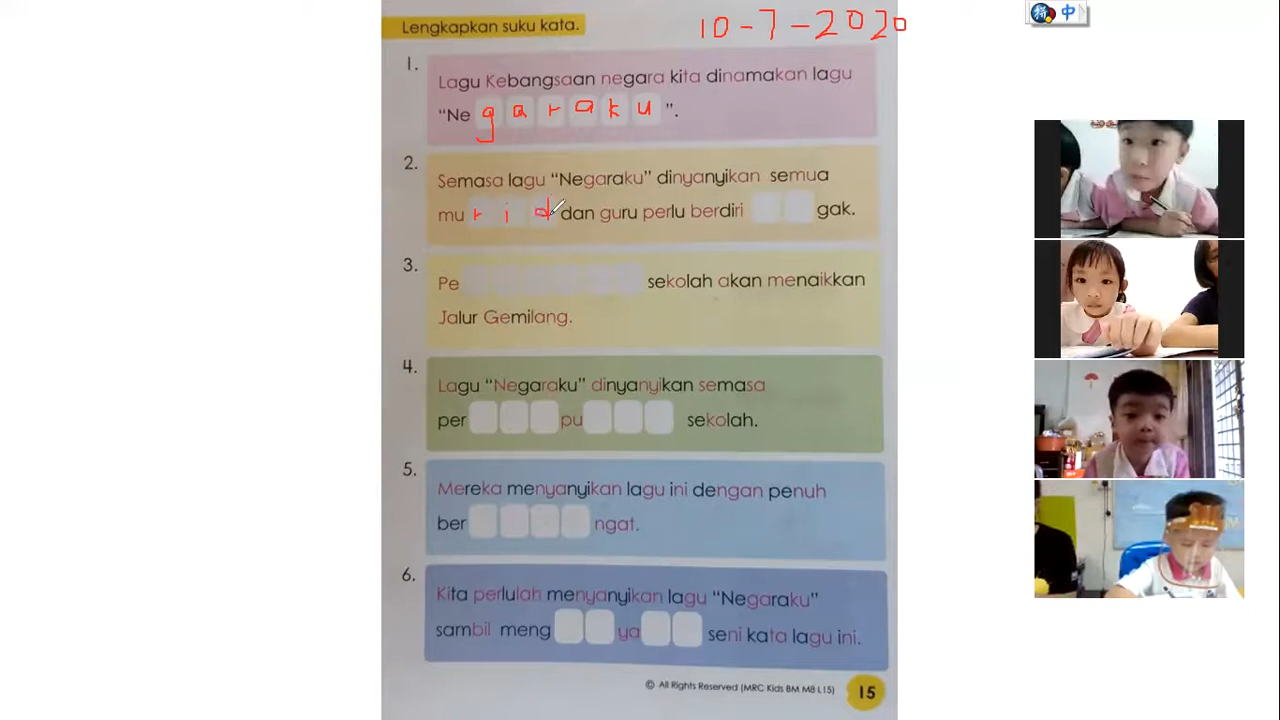 Lengkapkan suku kata.
10-7-2020
1.
Lagu Kebangsaan negara kita dinamakan lagu
"Ne g a r a k u ".
2.
Semasa lagu "Negaraku" dinyanyikan semua
mu r i d dan guru perlu berdiri gak.
3.
Pe sekolah akan menaikkan
Jalur Gemilang.
4.
Lagu "Negaraku" dinyanyikan semasa
per pu sekolah.
5.
Mereka menyanyikan lagu ini dengan penuh
ber ngat.
6.
Kita perlulah menyanyikan lagu "Negaraku"
sambil meng ya seni kata lagu ini.
© All Rights Reserved (MRC Kids BM M8 L15)
15
中